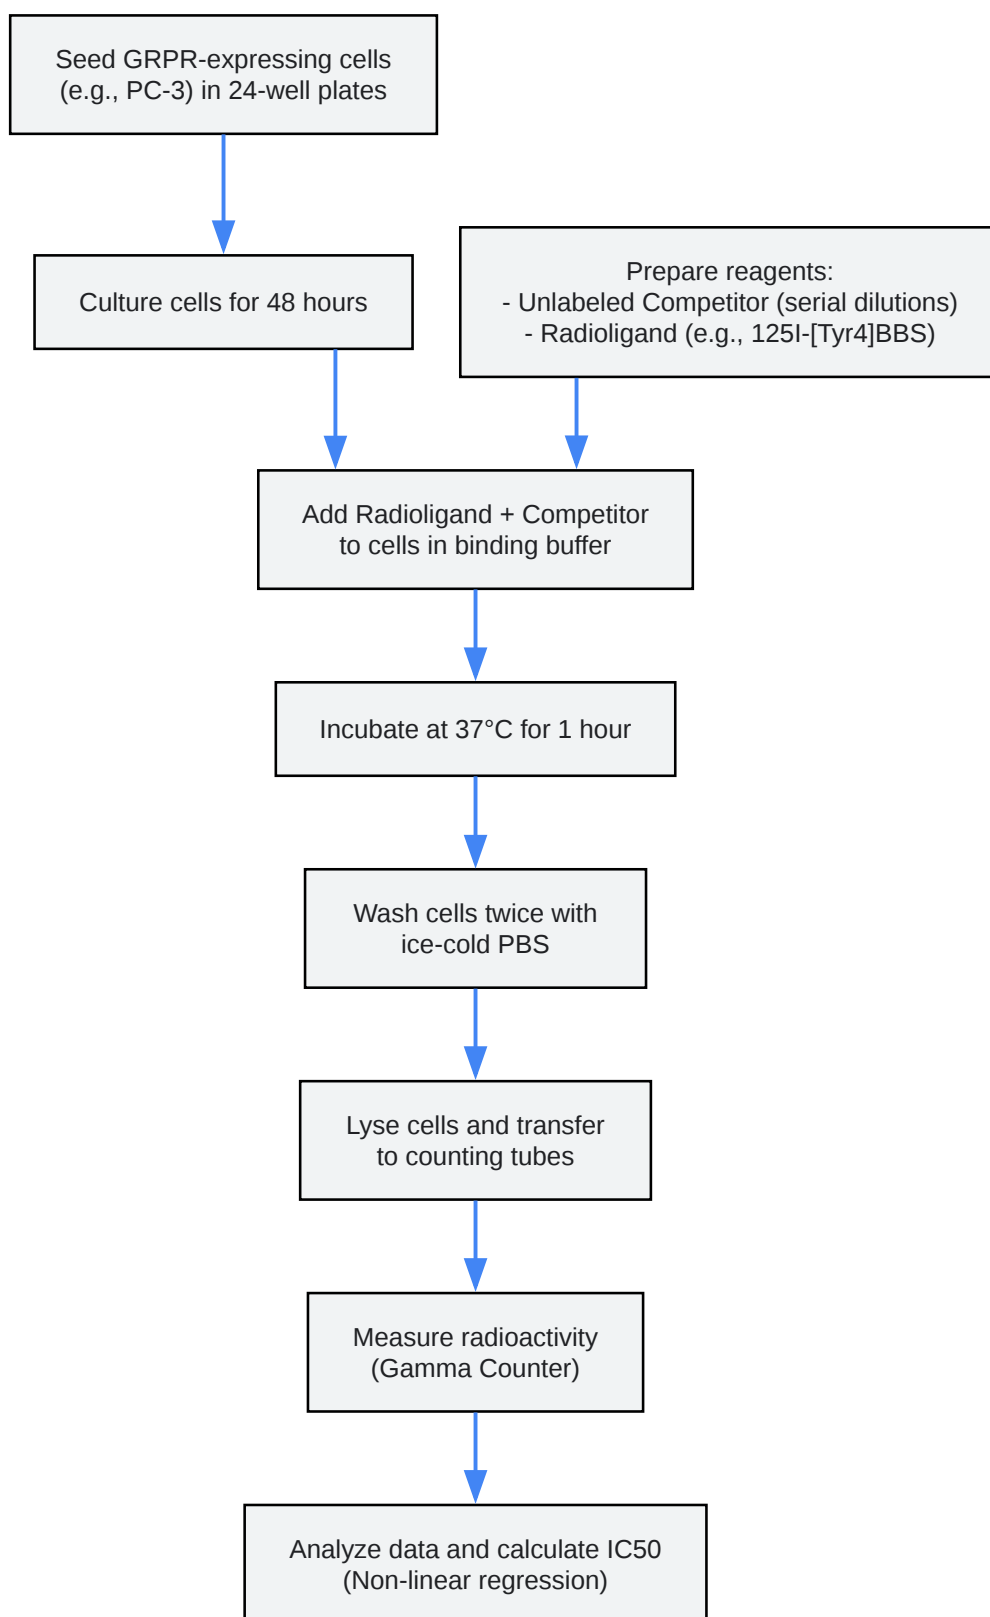 Seed GRPR-expressing cells
(e.g., PC-3) in 24-well plates
Culture cells for 48 hours
Prepare reagents:
- Unlabeled Competitor (serial dilutions)
- Radioligand (e.g., 125I-[Tyr4]BBS)
Add Radioligand + Competitor
to cells in binding buffer
Incubate at 37°C for 1 hour
Wash cells twice with
ice-cold PBS
Lyse cells and transfer
to counting tubes
Measure radioactivity
(Gamma Counter)
Analyze data and calculate IC50
(Non-linear regression)